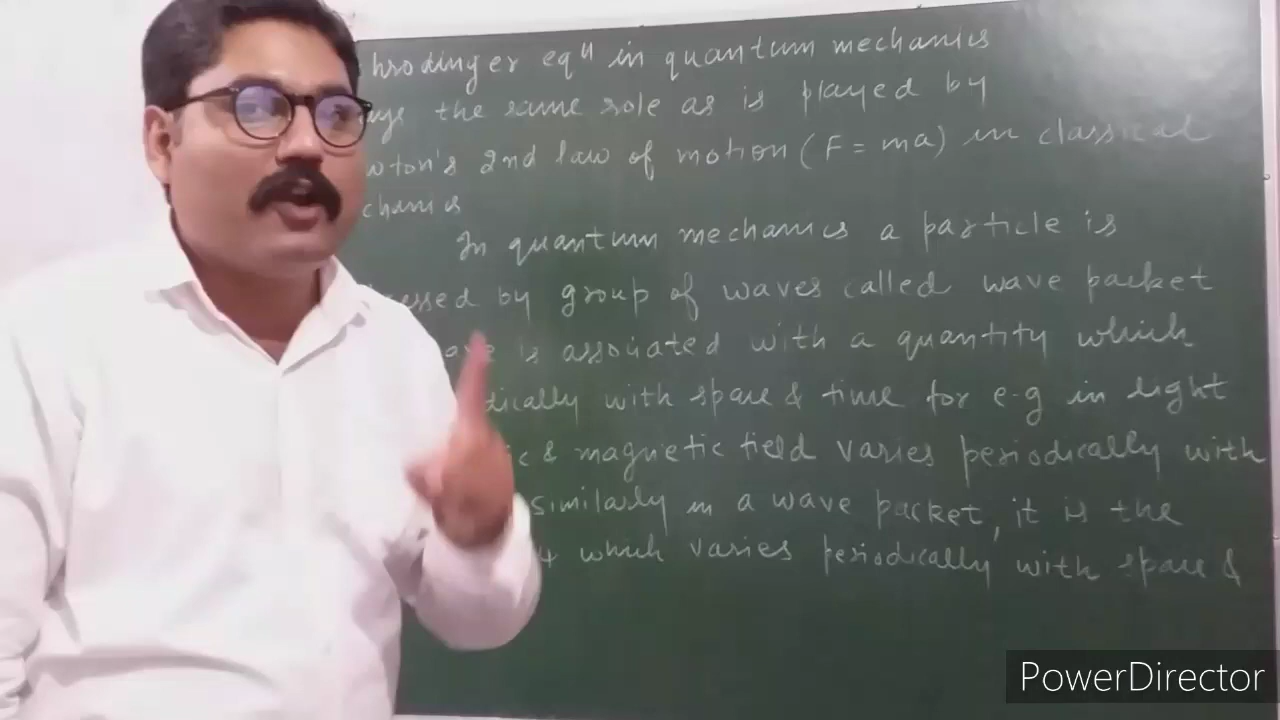 hrodinger eqⁿ in quantum mechanics
ays the same role as is played by
wton's 2nd law of motion (F = ma) in classical
chanics
In quantum mechanics a particle is
essed by group of waves called wave packet
is associated with a quantity which
dically with space & time for e-g in light
ic & magnetic field varies periodically with
similarly in a wave packet, it is the
which varies periodically with space &
PowerDirector